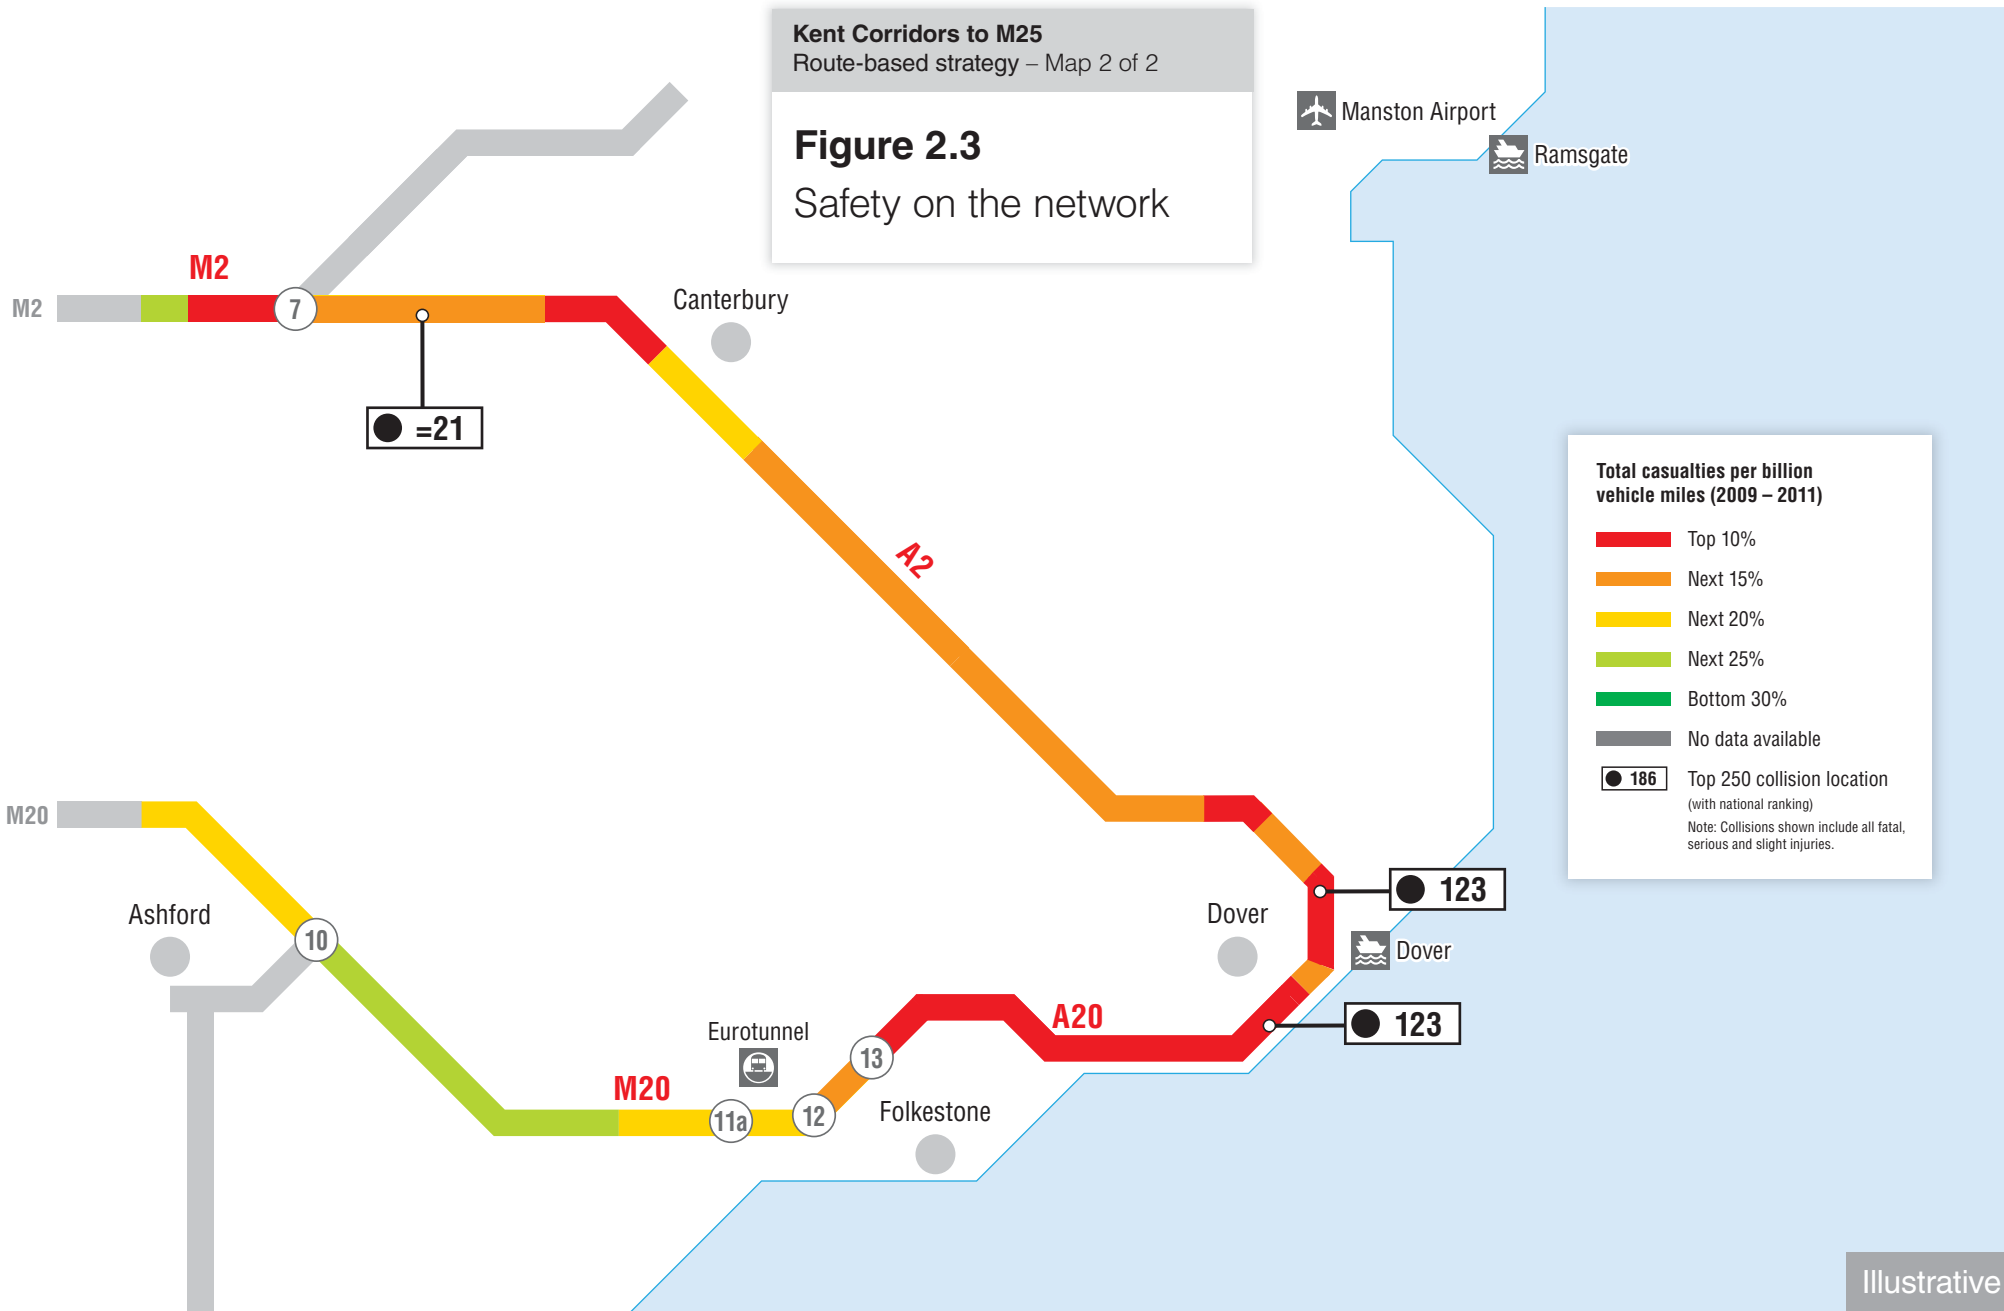 Kent Corridors to M25
Route-based strategy – Map 2 of 2
Figure 2.3
Safety on the network
Manston Airport
Ramsgate
M2
M2
7
=21
Canterbury
A2
Total casualties per billion
vehicle miles (2009 – 2011)
Top 10%
Next 15%
Next 20%
Next 25%
Bottom 30%
No data available
186
Top 250 collision location
(with national ranking)
Note: Collisions shown include all fatal,
serious and slight injuries.
M20
Ashford
10
Dover
123
Dover
123
A20
Eurotunnel
13
M20
11a
12
Folkestone
Illustrative